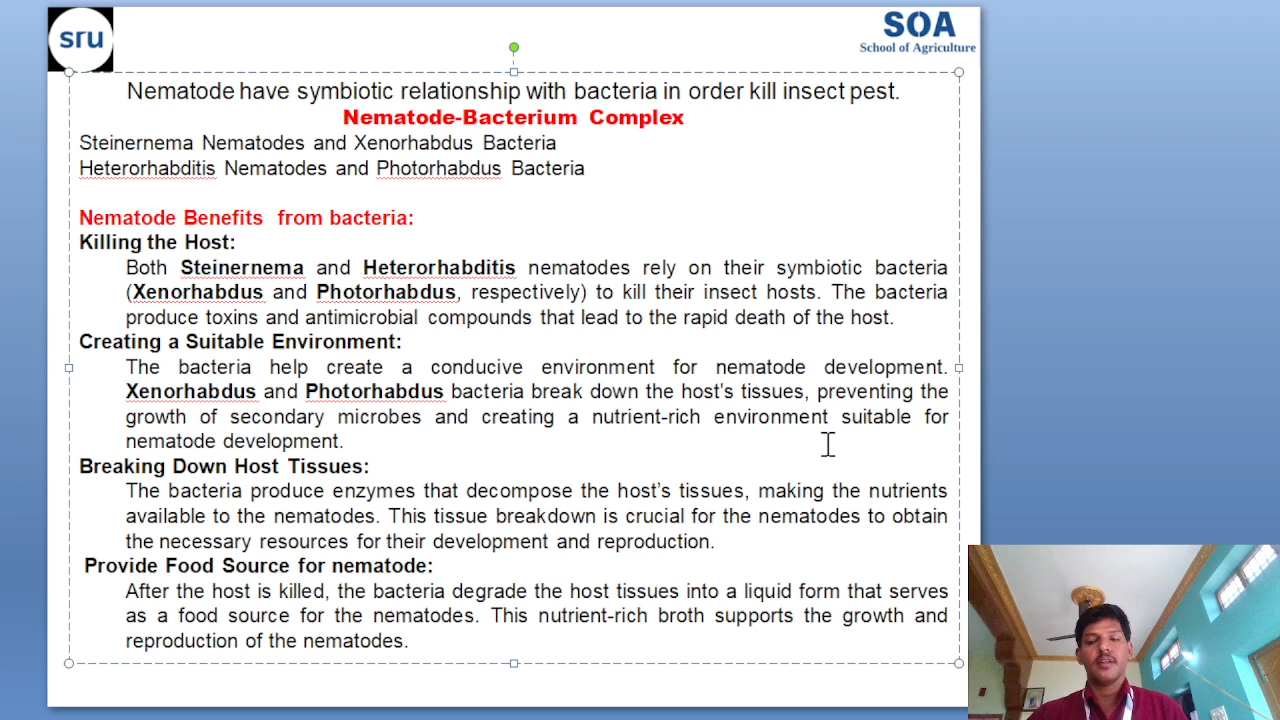 sru
SOA
School of Agriculture
Nematode have symbiotic relationship with bacteria in order kill insect pest.
Nematode-Bacterium Complex
Steinernema Nematodes and Xenorhabdus Bacteria
Heterorhabditis Nematodes and Photorhabdus Bacteria
Nematode Benefits from bacteria:
Killing the Host:
Both Steinernema and Heterorhabditis nematodes rely on their symbiotic bacteria
(Xenorhabdus and Photorhabdus, respectively) to kill their insect hosts. The bacteria
produce toxins and antimicrobial compounds that lead to the rapid death of the host.
Creating a Suitable Environment:
The bacteria help create a conducive environment for nematode development.
Xenorhabdus and Photorhabdus bacteria break down the host's tissues, preventing the
growth of secondary microbes and creating a nutrient-rich environment suitable for
nematode development.
Breaking Down Host Tissues:
The bacteria produce enzymes that decompose the host’s tissues, making the nutrients
available to the nematodes. This tissue breakdown is crucial for the nematodes to obtain
the necessary resources for their development and reproduction.
Provide Food Source for nematode:
After the host is killed, the bacteria degrade the host tissues into a liquid form that serves
as a food source for the nematodes. This nutrient-rich broth supports the growth and
reproduction of the nematodes.